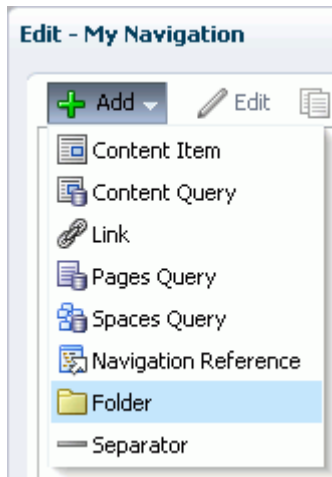 Edit - My Navigation
Add Edit
Content Item
Content Query
Link
Pages Query
Spaces Query
Navigation Reference
Folder
Separator